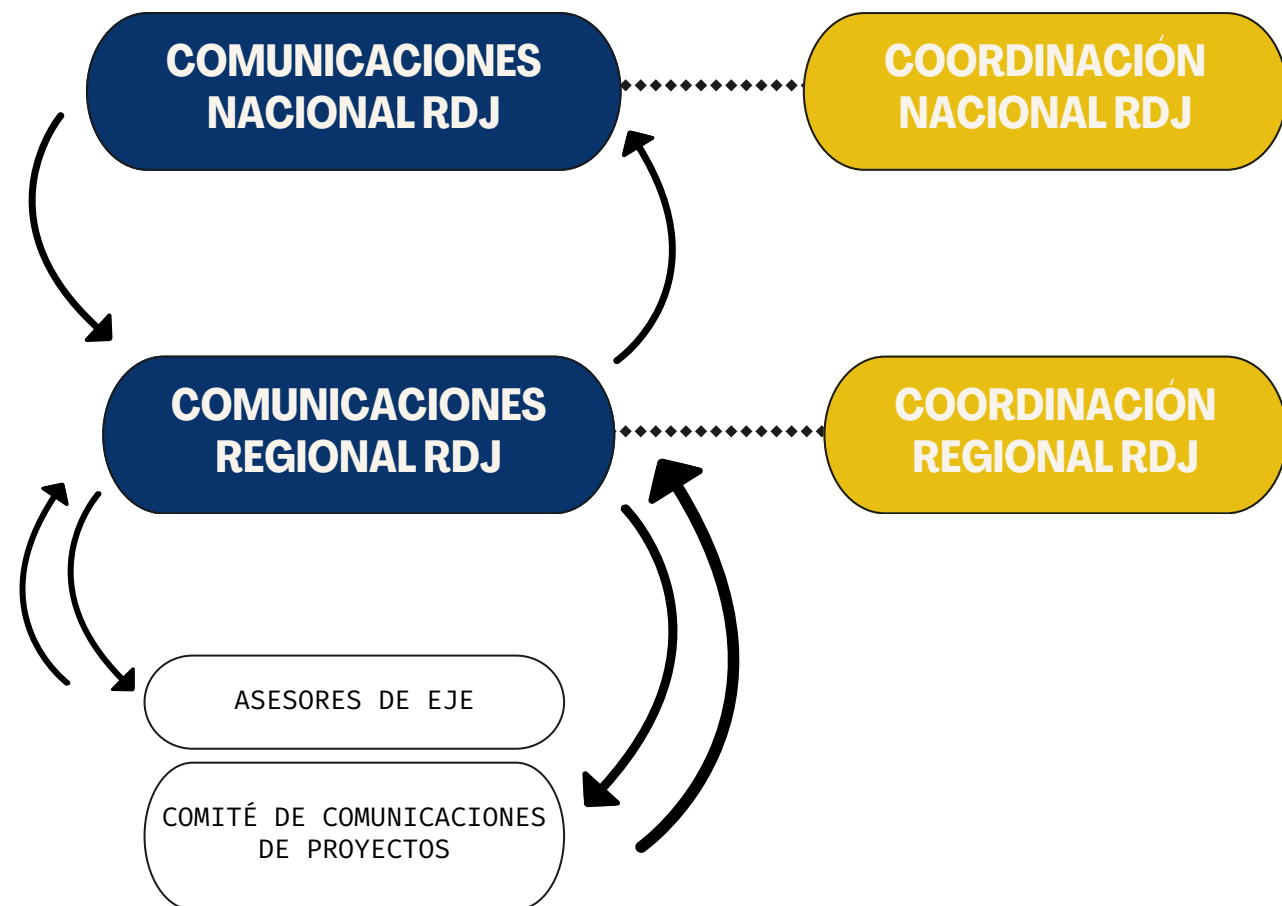 COMUNICACIONES
NACIONAL RDJ
COORDINACIÓN
NACIONAL RDJ
COMUNICACIONES
REGIONAL RDJ
COORDINACIÓN
REGIONAL RDJ
ASESORES DE EJE
COMITÉ DE COMUNICACIONES
DE PROYECTOS